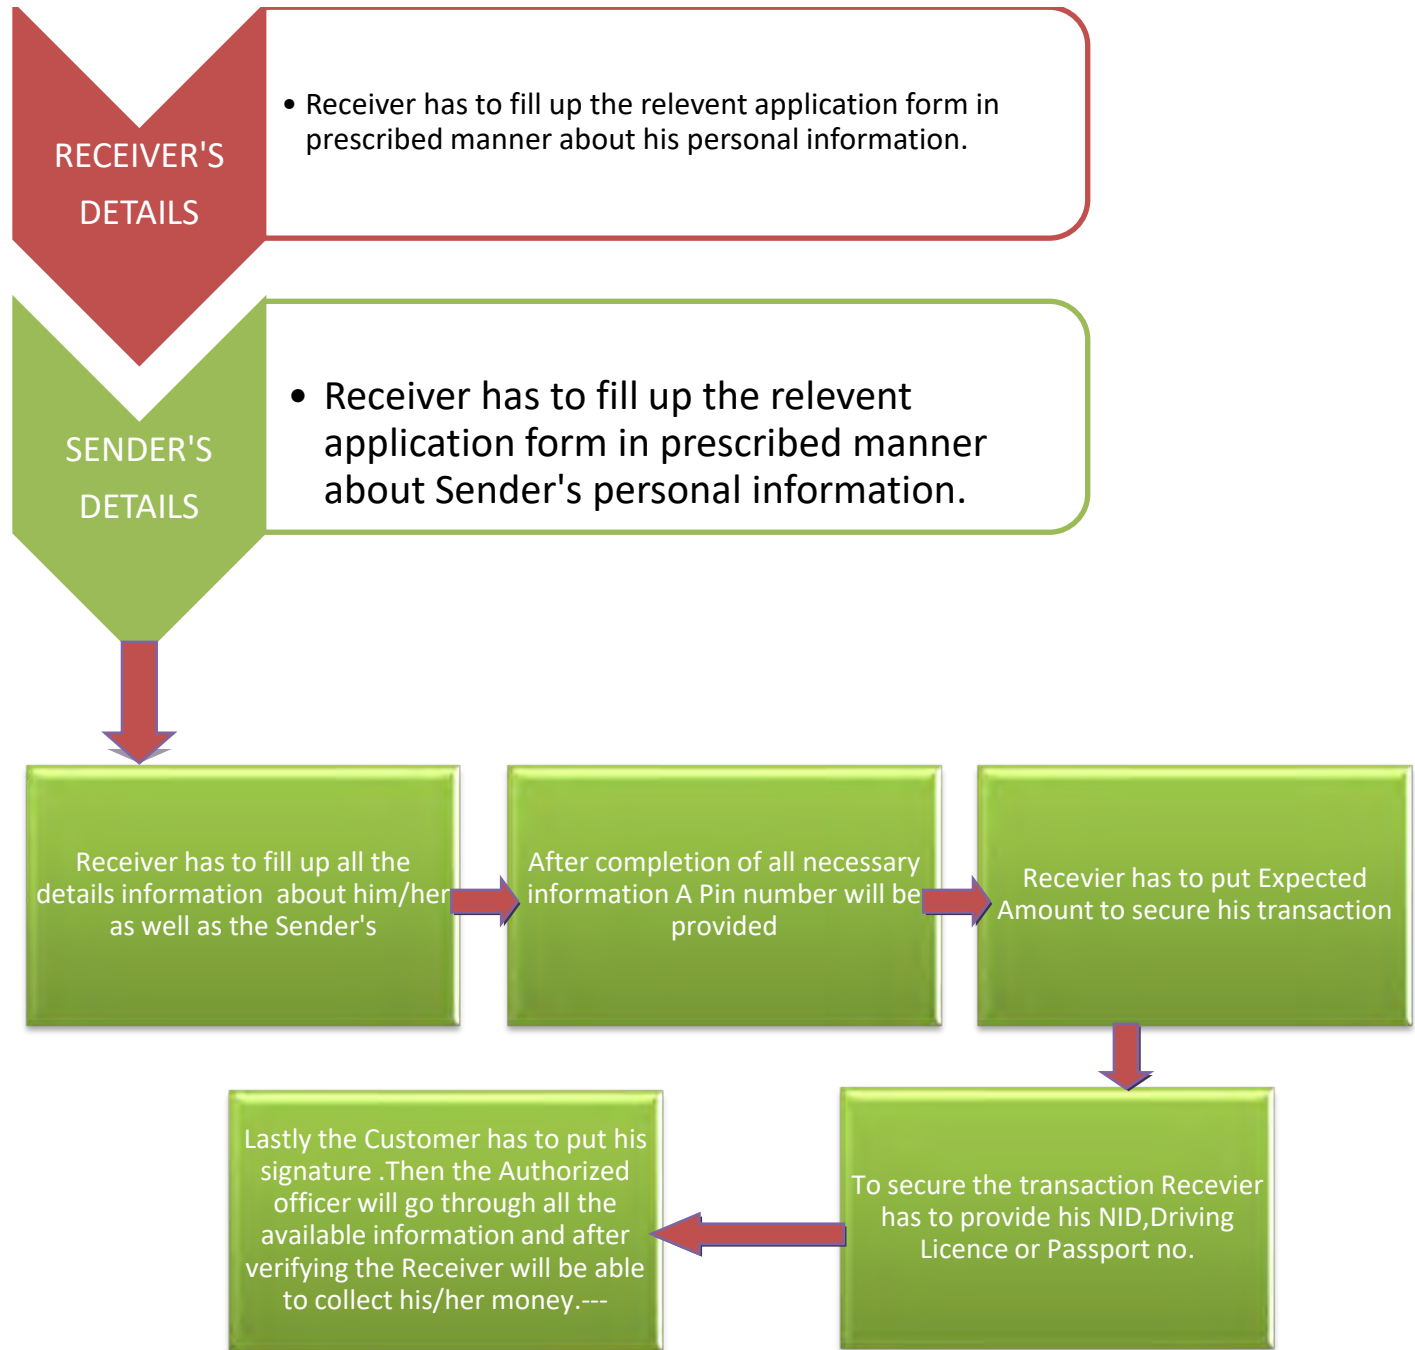 RECEIVER'S
DETAILS
• Receiver has to fill up the relevent application form in
prescribed manner about his personal information.
SENDER'S
DETAILS
• Receiver has to fill up the relevent
application form in prescribed manner
about Sender's personal information.
Receiver has to fill up all the
details information about him/her
as well as the Sender's
After completion of all necessary
information A Pin number will be
provided
Recevier has to put Expected
Amount to secure his transaction
To secure the transaction Recevier
has to provide his NID,Driving
Licence or Passport no.
Lastly the Customer has to put his
signature .Then the Authorized
officer will go through all the
available information and after
verifying the Receiver will be able
to collect his/her money.---